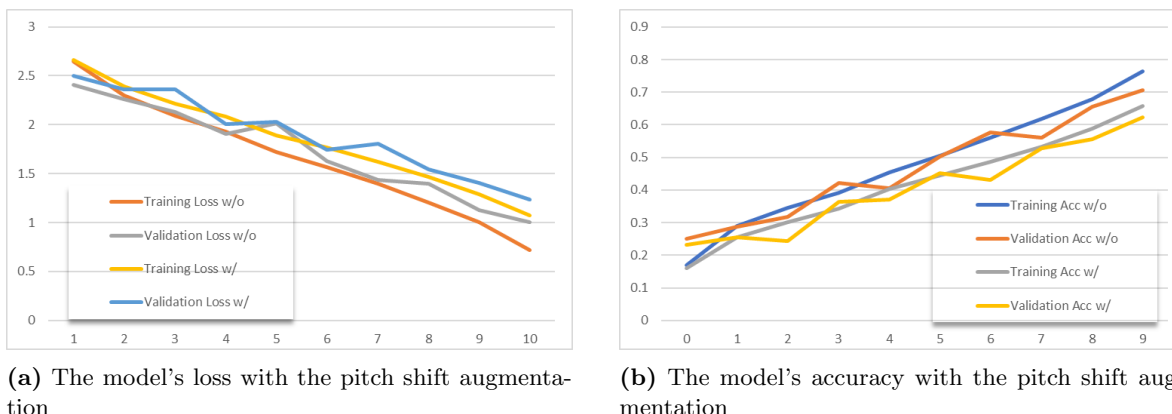 3
2.5
2
1.5
1
0.5
0
1 2 3 4 5 6 7 8 9 10
Training Loss w/o
Validation Loss w/o
Training Loss w/
Validation Loss w/
(a) The model's loss with the pitch shift augmenta-
tion
0.9
0.8
0.7
0.6
0.5
0.4
0.3
0.2
0.1
0
0 1 2 3 4 5 6 7 8 9
Training Acc w/o
Validation Acc w/o
Training Acc w/
Validation Acc w/
(b) The model's accuracy with the pitch shift aug
mentation